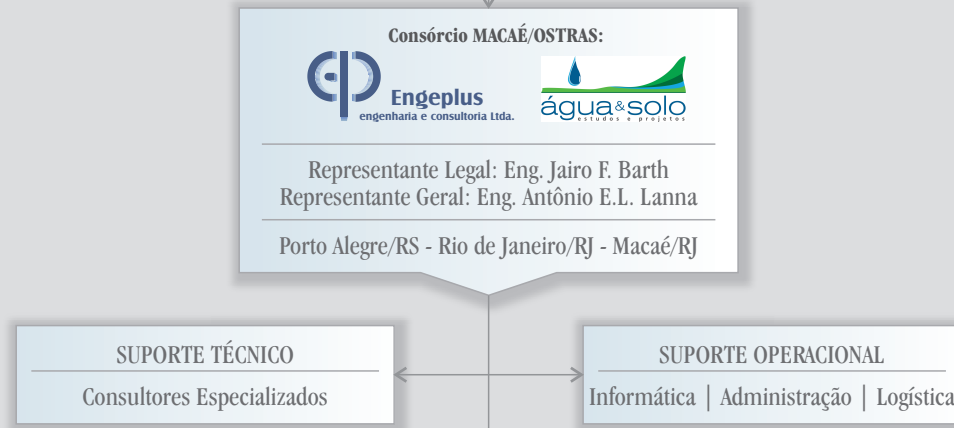 Consórcio MACAÉ/OSTRAS:
Engeplus
engenharia e consultoria Ltda.
água&solo
estudos e projetos
Representante Legal: Eng. Jairo F. Barth
Representante Geral: Eng. Antônio E.L. Lanna
Porto Alegre/RS - Rio de Janeiro/RJ - Macaé/RJ
SUPORTE TÉCNICO
Consultores Especializados
SUPORTE OPERACIONAL
Informática | Administração | Logística